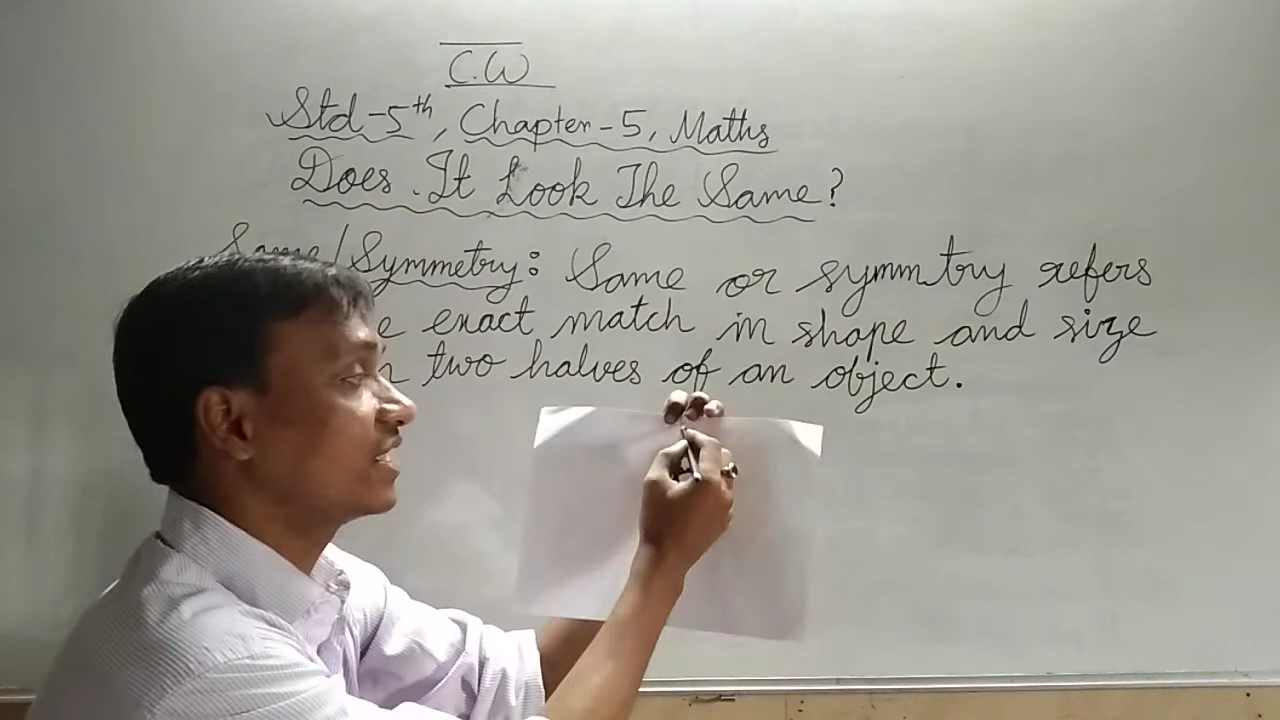 C.W
Std-5th, Chapter-5, Maths
Does It Look The Same?
Same/Symmetry: Same or symmtry refers
exact match in shape and size
two halves of an object.